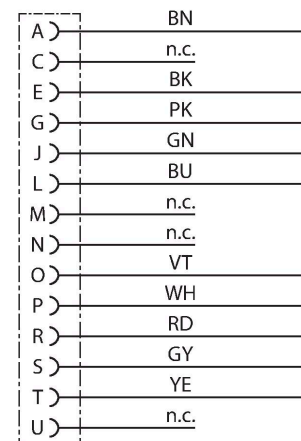 A BN
C n.c.
E BK
G PK
J GN
L BU
M n.c.
N n.c.
O VT
P WH
R RD
S GY
T YE
U n.c.